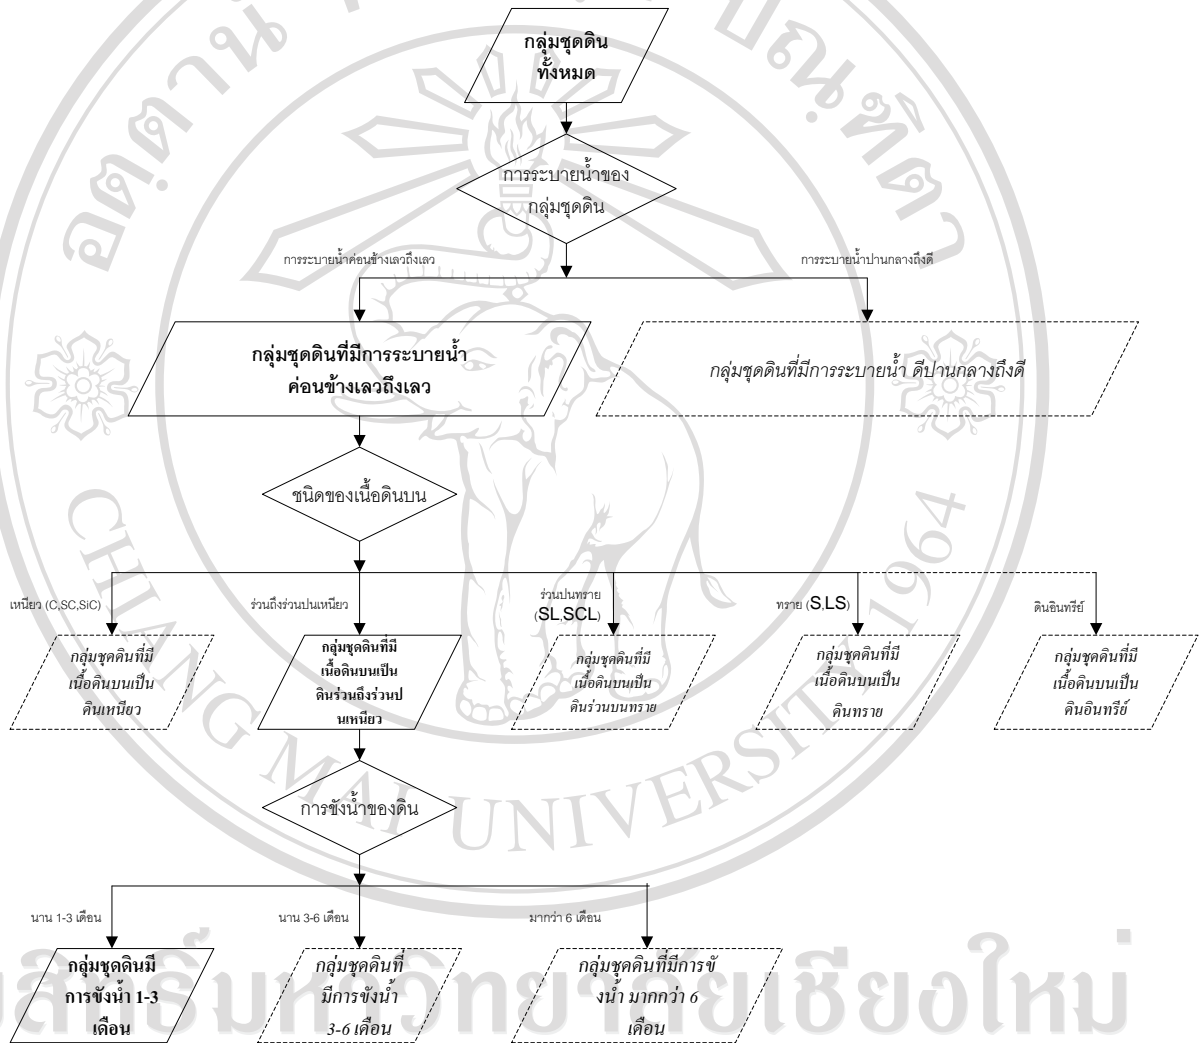 กลุ่มชุดดิน
ทั้งหมด
การระบายน้ำของ
กลุ่มชุดดิน
การระบายน้ำค่อนข้างเลวถึงเลว
การระบายน้ำปานกลางถึงดี
กลุ่มชุดดินที่มีการระบายน้ำ
ค่อนข้างเลวถึงเลว
กลุ่มชุดดินที่มีการระบายน้ำ ดีปานกลางถึงดี
ชนิดของเนื้อดินบน
เหนียว (C,SC,SiC)
ร่วนถึงร่วนปนเหนียว
ร่วนปนทราย
(SL,SCL)
ทราย (S,LS)
ดินอินทรีย์
กลุ่มชุดดินที่มี
เนื้อดินบนเป็น
ดินเหนียว
กลุ่มชุดดินที่มี
เนื้อดินบนเป็น
ดินร่วนถึงร่วนป
นเหนียว
กลุ่มชุดดินที่มี
เนื้อดินบนเป็น
ดินร่วนบนทราย
กลุ่มชุดดินที่มี
เนื้อดินบนเป็น
ดินทราย
กลุ่มชุดดินที่มี
เนื้อดินบนเป็น
ดินอินทรีย์
การขังน้ำของดิน
นาน 1-3 เดือน
นาน 3-6 เดือน
มากว่า 6 เดือน
กลุ่มชุดดินมี
การขังน้ำ 1-3
เดือน
กลุ่มชุดดินที่
มีการขังน้ำ
3-6 เดือน
กลุ่มชุดดินที่มีการขั
งน้ำ มากกว่า 6
เดือน
CHIANG MAI UNIVERSITY 1964
สิทธิ์มหาวิทยาลัยเชียงใหม่